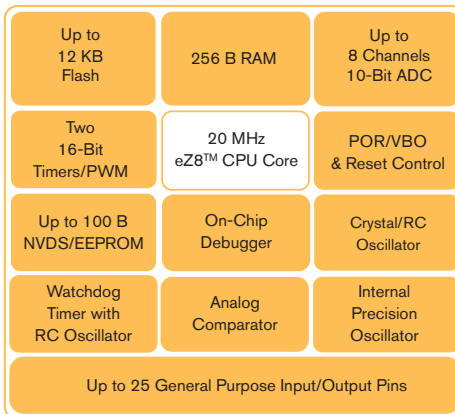 Up to
12 KB
Flash
256 B RAM
Up to
8 Channels
10-Bit ADC
Two
16-Bit
Timers/PWM
20 MHz
eZ8™ CPU Core
POR/VBO
& Reset Control
Up to 100 B
NVDS/EEPROM
On-Chip
Debugger
Crystal/RC
Oscillator
Watchdog
Timer with
RC Oscillator
Analog
Comparator
Internal
Precision
Oscillator
Up to 25 General Purpose Input/Output Pins